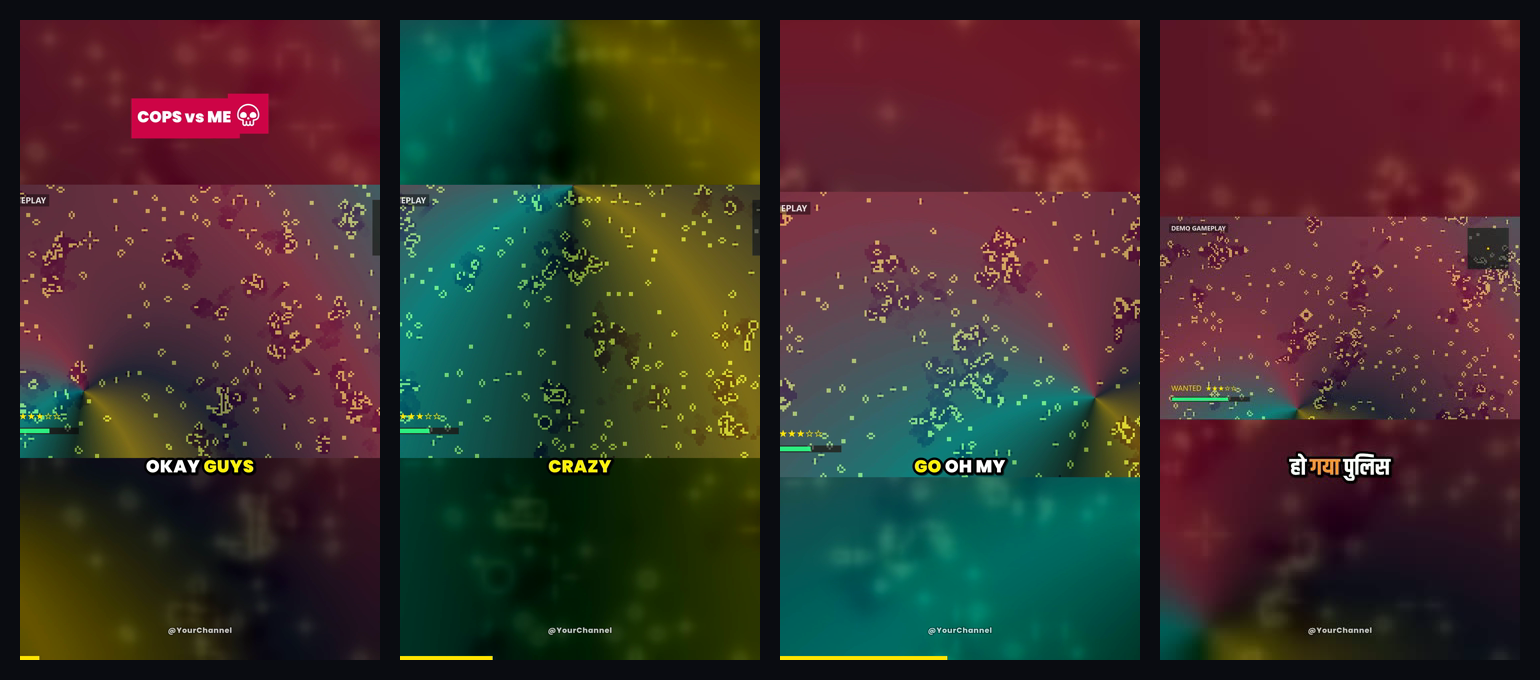 COPS vs ME
EPLAY
★★★☆☆
OKAY GUYS
@YourChannel
EPLAY
★★★☆☆
CRAZY
@YourChannel
EPLAY
★★★☆☆
GO OH MY
@YourChannel
DEMO GAMEPLAY
WANTED ★★★☆☆
हो गया पुलिस
@YourChannel